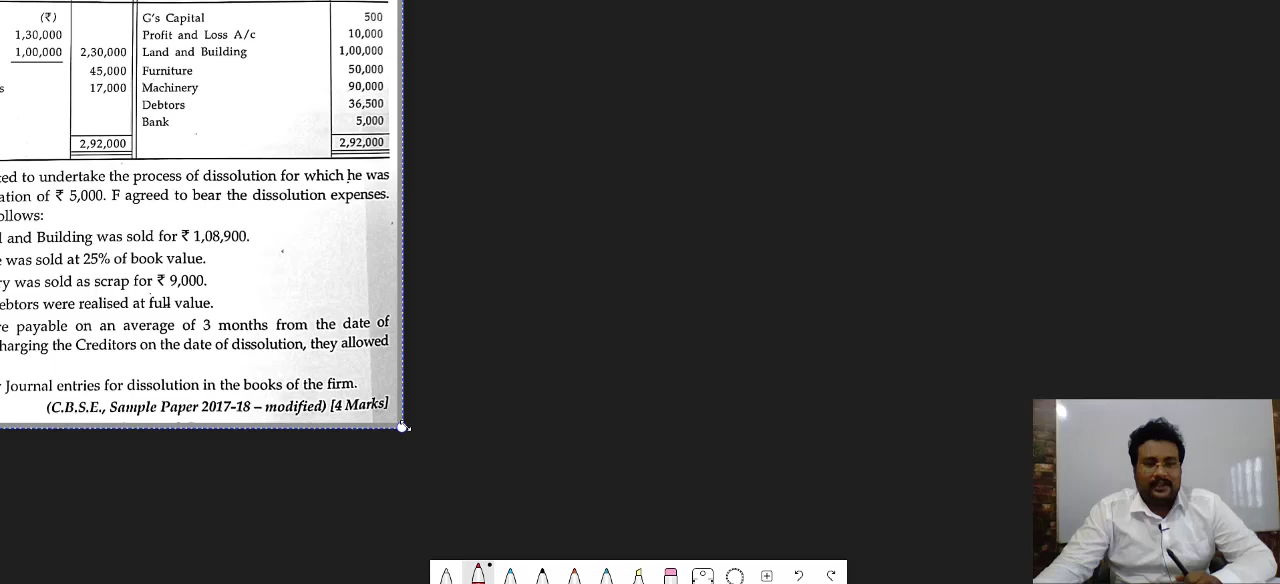 (₹) G's Capital 500
1,30,000 Profit and Loss A/c 10,000
1,00,000 2,30,000 Land and Building 1,00,000
45,000 Furniture 50,000
s 17,000 Machinery 90,000
Debtors 36,500
Bank 5,000
2,92,000 2,92,000
ed to undertake the process of dissolution for which he was
ation of ₹ 5,000. F agreed to bear the dissolution expenses.
ollows:
l and Building was sold for ₹ 1,08,900.
e was sold at 25% of book value.
ry was sold as scrap for ₹ 9,000.
ebtors were realised at full value.
e payable on an average of 3 months from the date of
harging the Creditors on the date of dissolution, they allowed
Journal entries for dissolution in the books of the firm.
(C.B.S.E., Sample Paper 2017-18 – modified) [4 Marks]